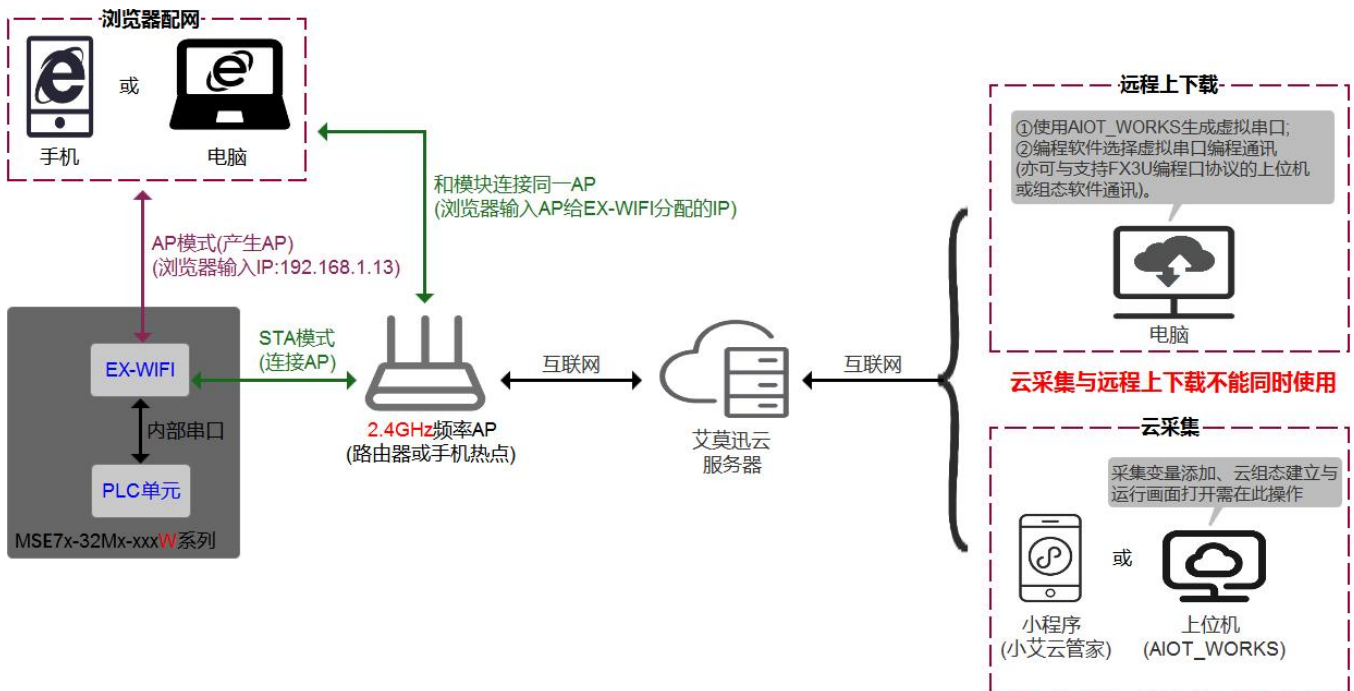 浏览器配网
或
手机
电脑
和模块连接同一AP
(浏览器输入AP给EX-WIFI分配的IP)
AP模式(产生AP)
(浏览器输入IP:192.168.1.13)
EX-WIFI
内部串口
PLC单元
MSE7x-32Mx-xxxW系列
STA模式
(连接AP)
2.4GHz频率AP
(路由器或手机热点)
互联网
艾莫迅云
服务器
互联网
远程上下载
①使用AIOT_WORKS生成虚拟串口;
②编程软件选择虚拟串口编程通讯
(亦可与支持FX3U编程口协议的上位机
或组态软件通讯)。
电脑
云采集与远程上下载不能同时使用
云采集
采集变量添加、云组态建立与
运行画面打开需在此操作
或
小程序
(小艾云管家)
上位机
(AIOT_WORKS)